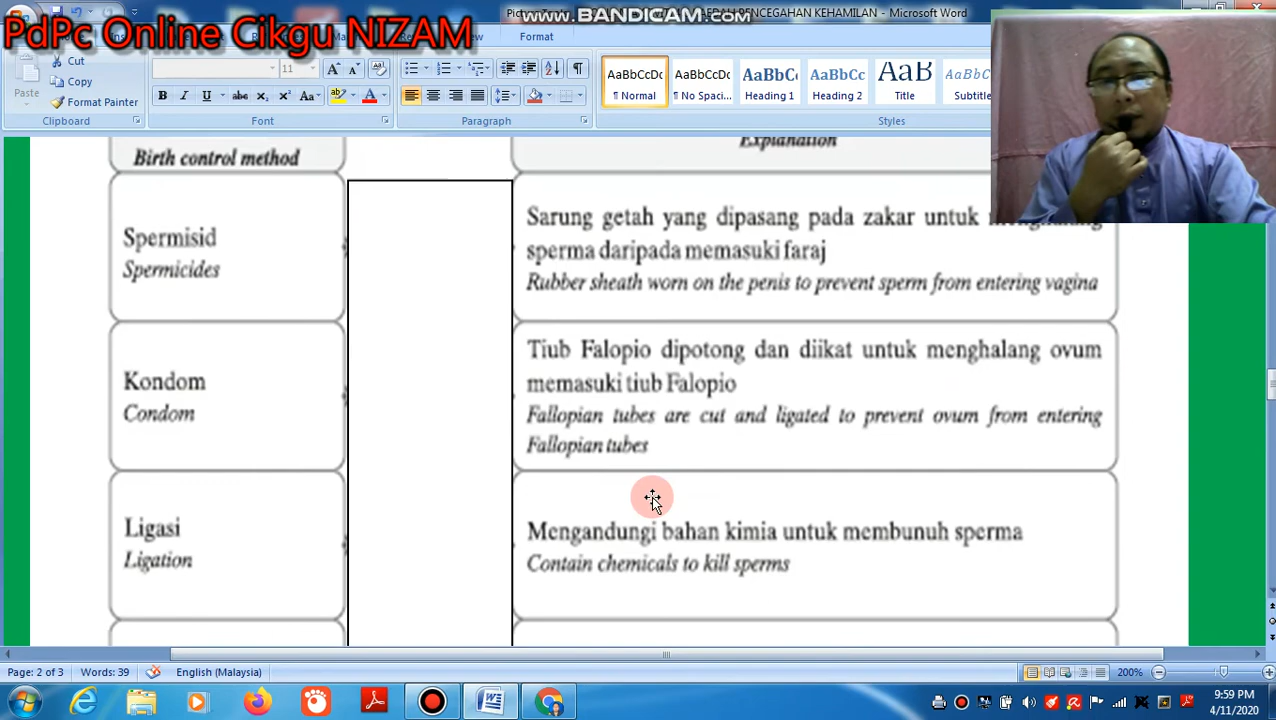 www.BANDICAM.com
PENCEGAHAN KEHAMILAN - Microsoft Wo
PdPc Online Cikgu NIZAM
Format
Cut
Copy
Format Painter
Paste
Clipboard
11
Font
Paragraph
AaBbCcDc
¶ Normal
AaBbCcDc
¶ No Spaci...
AaBbC
Heading 1
AaBbCc
Heading 2
AaB
Title
AaBbCc
Subtitle
Styles
Birth control method
Explanation
Spermisid
Spermicides
Sarung getah yang dipasang pada zakar untuk
sperma daripada memasuki faraj
Rubber sheath worn on the penis to prevent sperm from entering vagina
Kondom
Condom
Tiub Falopio dipotong dan diikat untuk menghalang ovum
memasuki tiub Falopio
Fallopian tubes are cut and ligated to prevent ovum from entering
Fallopian tubes
Ligasi
Ligation
Mengandungi bahan kimia untuk membunuh sperma
Contain chemicals to kill sperms
Page: 2 of 3
Words: 39
English (Malaysia)
200%
9:59 PM
4/11/2020